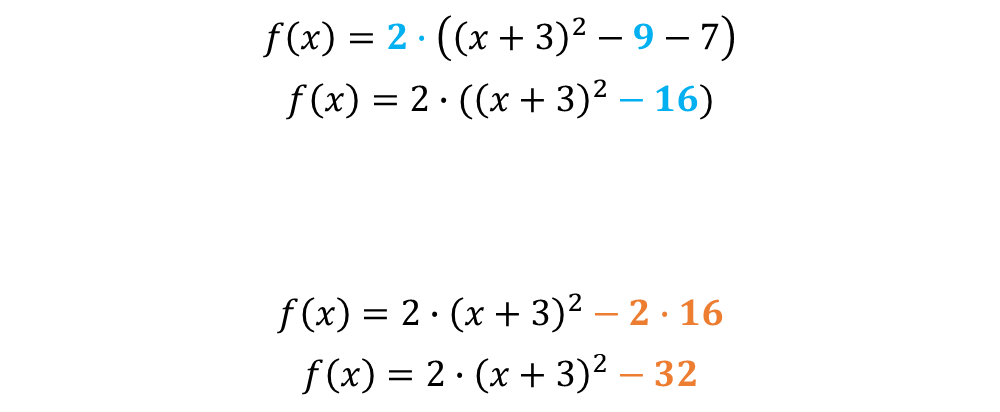 f(x) = 2 · ((x + 3)² − 9 − 7)
f(x) = 2 · ((x + 3)² − 16)
f(x) = 2 · (x + 3)² − 2 · 16
f(x) = 2 · (x + 3)² − 32